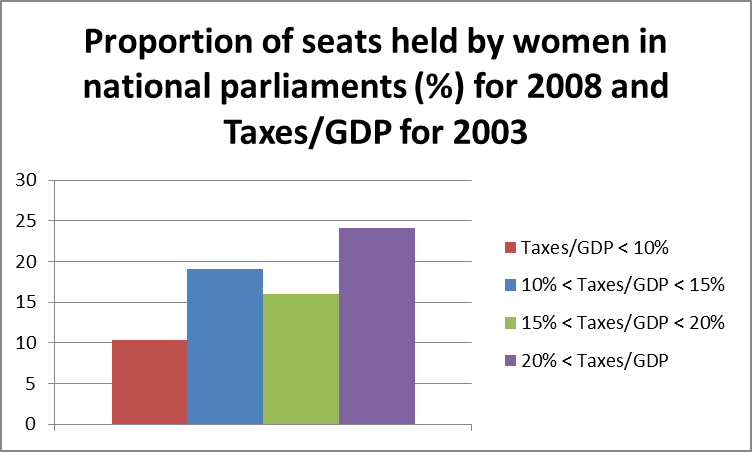 Proportion of seats held by women in
national parliaments (%) for 2008 and
Taxes/GDP for 2003
30
25
20
15
10
5
0
Taxes/GDP < 10%
10% < Taxes/GDP < 15%
15% < Taxes/GDP < 20%
20% < Taxes/GDP